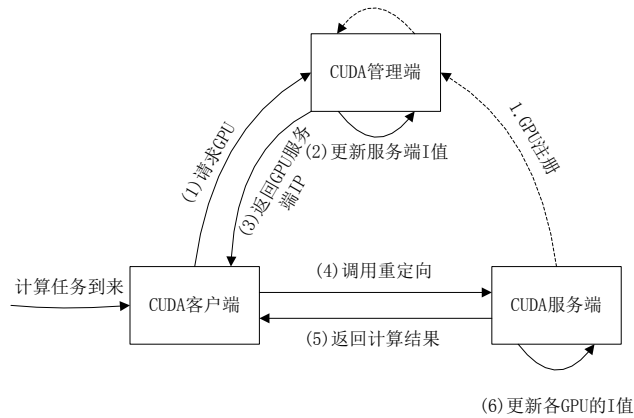 CUDA管理端
(1)请求GPU
(2)更新服务端I值
(3)返回GPU服务
端IP
1.GPU注册
计算任务到来
CUDA客户端
(4)调用重定向
(5)返回计算结果
CUDA服务端
(6)更新各GPU的I值